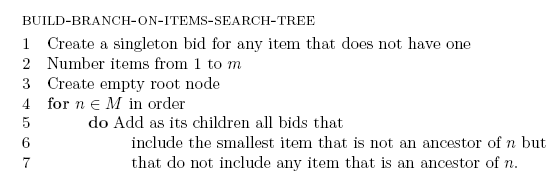 BUILD-BRANCH-ON-ITEMS-SEARCH-TREE
1 Create a singleton bid for any item that does not have one
2 Number items from 1 to m
3 Create empty root node
4 for n ∈ M in order
5 do Add as its children all bids that
6 include the smallest item that is not an ancestor of n but
7 that do not include any item that is an ancestor of n.